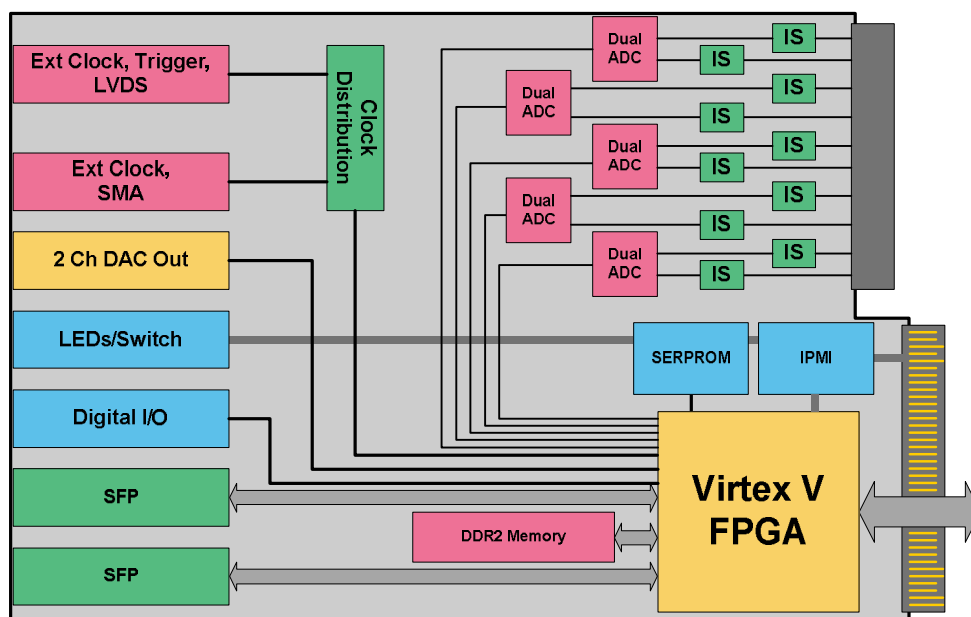 Ext Clock, Trigger,
LVDS
Ext Clock,
SMA
2 Ch DAC Out
LEDs/Switch
Digital I/O
SFP
SFP
Clock
Distribution
Dual
ADC
Dual
ADC
Dual
ADC
Dual
ADC
Dual
ADC
IS
IS
IS
IS
IS
IS
IS
IS
IS
IS
SERPROM
IPMI
DDR2 Memory
Virtex V
FPGA